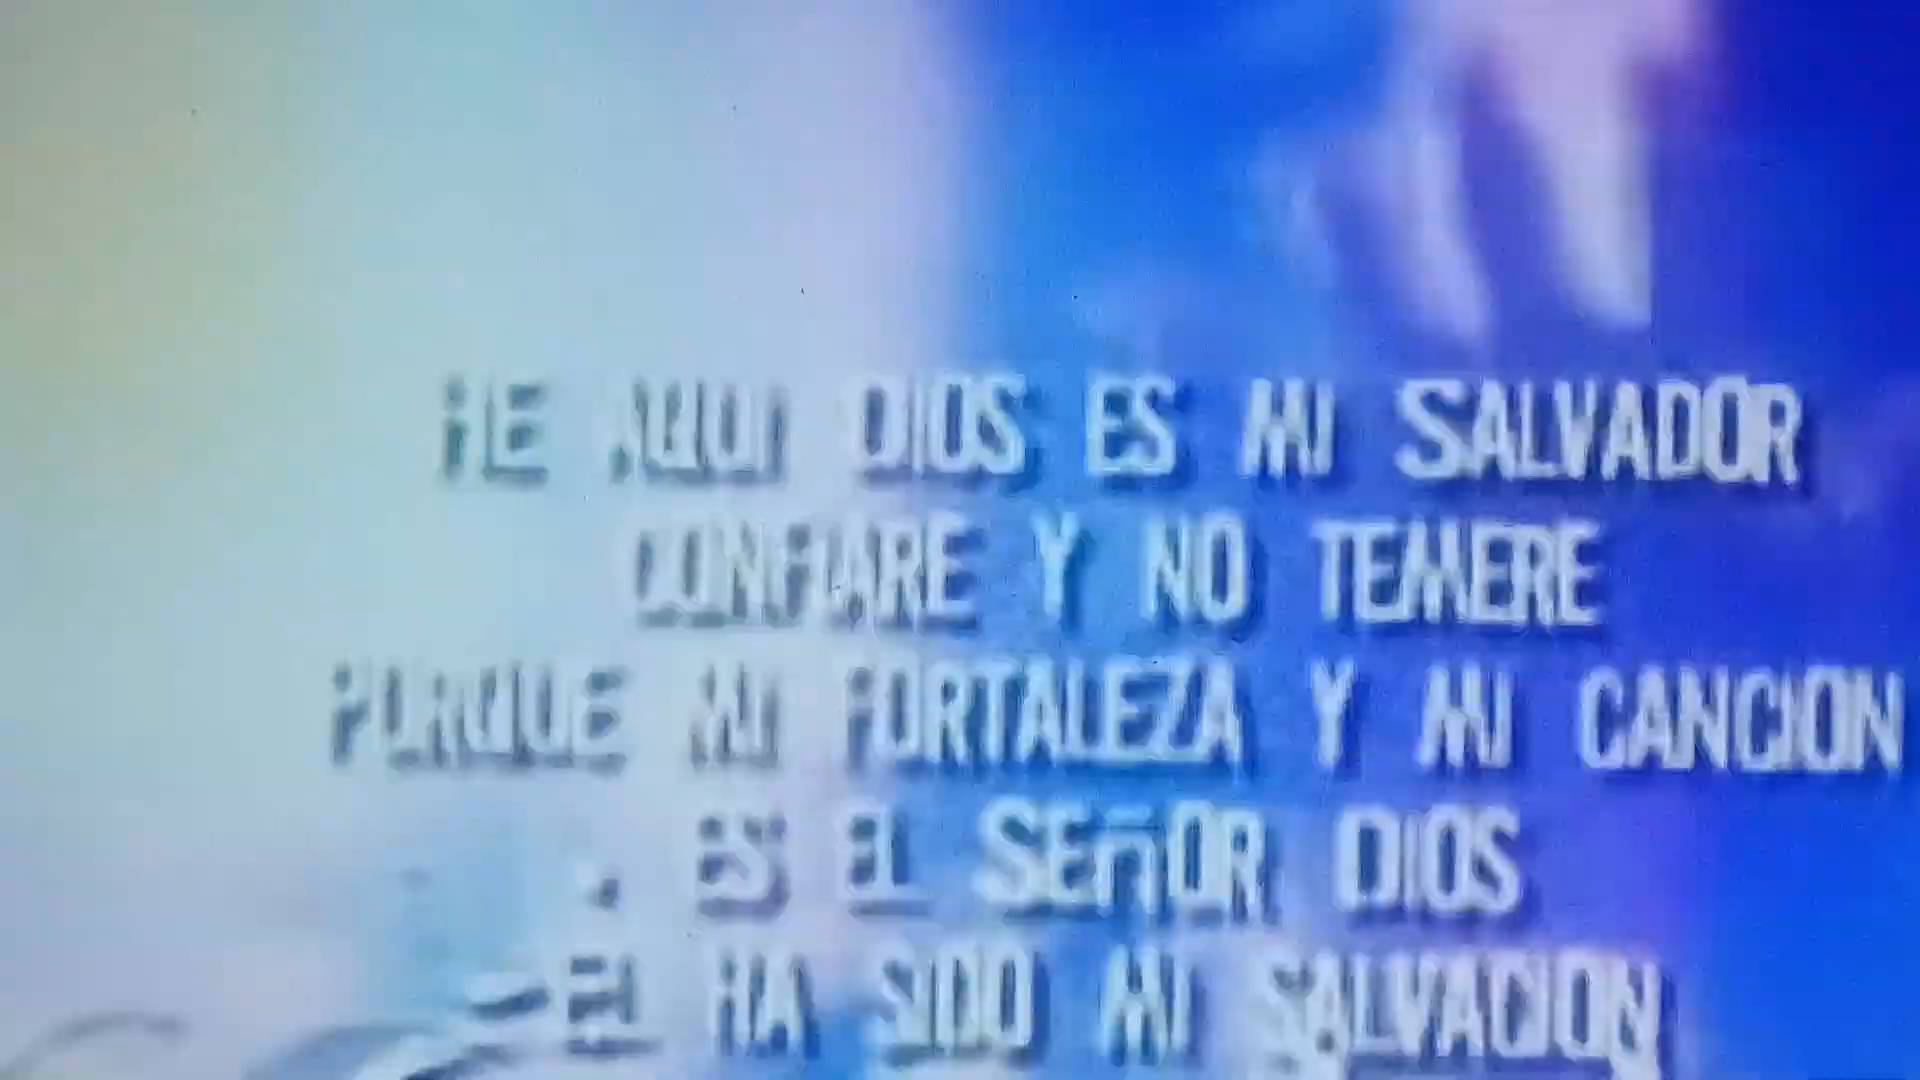 HE AQUI DIOS ES MI SALVADOR
CONFIARE Y NO TEMERE
PORQUE MI FORTALEZA Y MI CANCION
ES EL SEÑOR DIOS
EL HA SIDO MI SALVACION